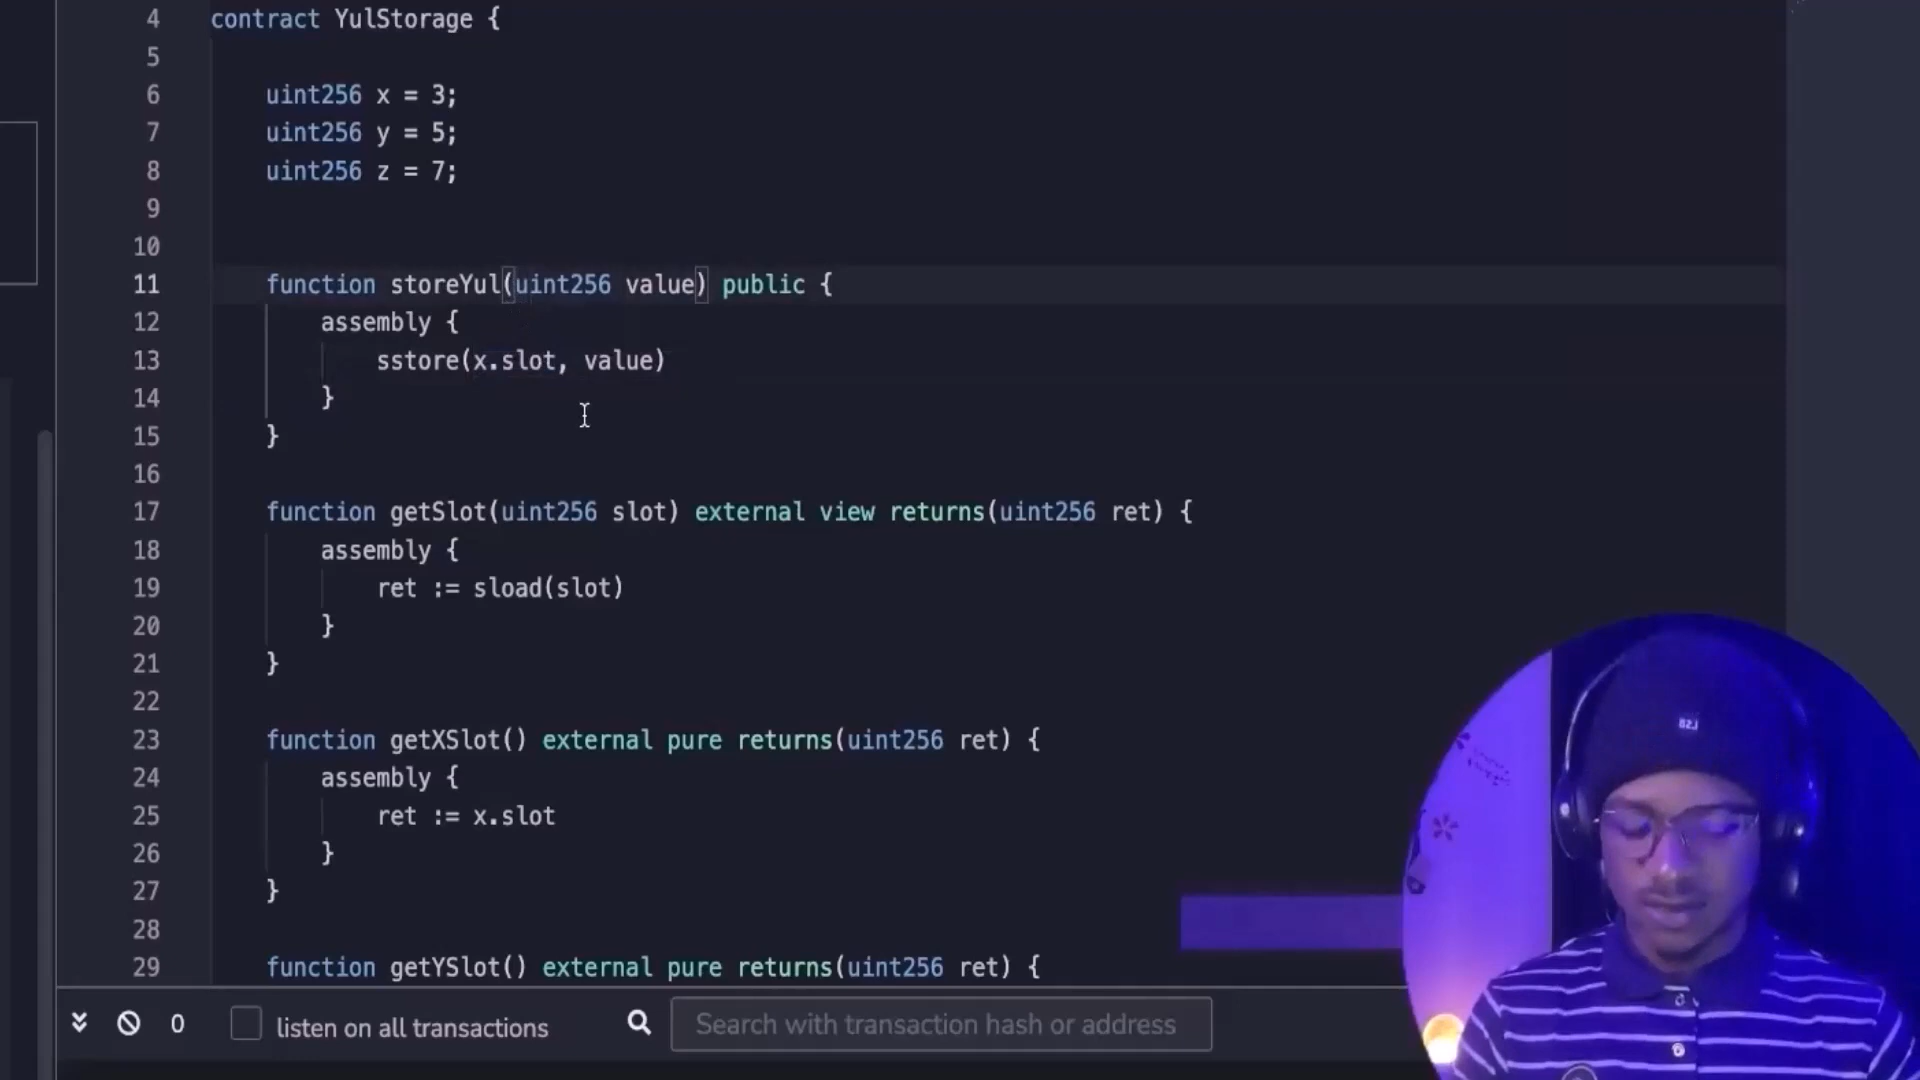 4 contract YulStorage {
5
6 uint256 x = 3;
7 uint256 y = 5;
8 uint256 z = 7;
9
10
11 function storeYul(uint256 value) public {
12 assembly {
13 sstore(x.slot, value)
14 }
15 }
16
17 function getSlot(uint256 slot) external view returns(uint256 ret) {
18 assembly {
19 ret := sload(slot)
20 }
21 }
22
23 function getXSlot() external pure returns(uint256 ret) {
24 assembly {
25 ret := x.slot
26 }
27 }
28
29 function getYSlot() external pure returns(uint256 ret) {
0 listen on all transactions Search with transaction hash or address